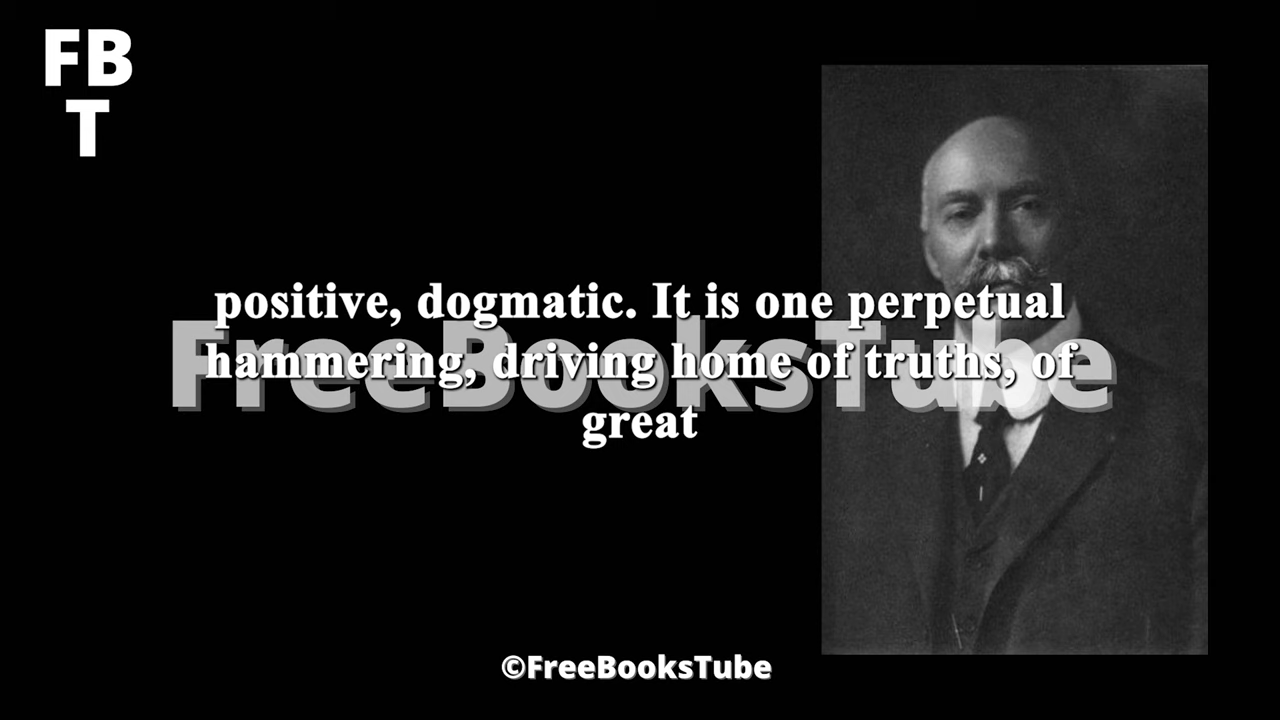 FB
T
positive, dogmatic. It is one perpetual
FreeBooksTube
hammering, driving home of truths, of
great
©FreeBooksTube